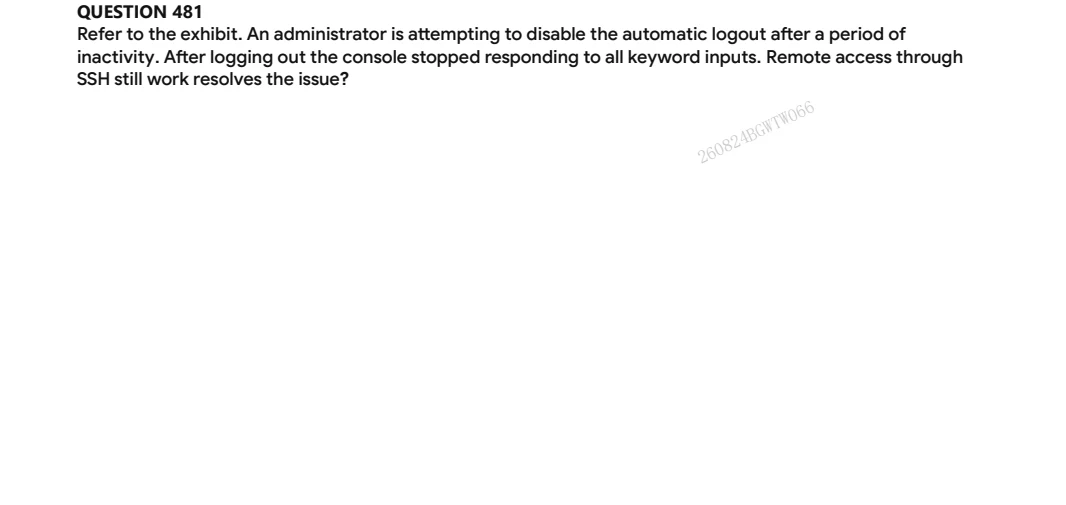 QUESTION 481
Refer to the exhibit. An administrator is attempting to disable the automatic logout after a period of
inactivity. After logging out the console stopped responding to all keyword inputs. Remote access through
SSH still work resolves the issue?
260824BGWTW066